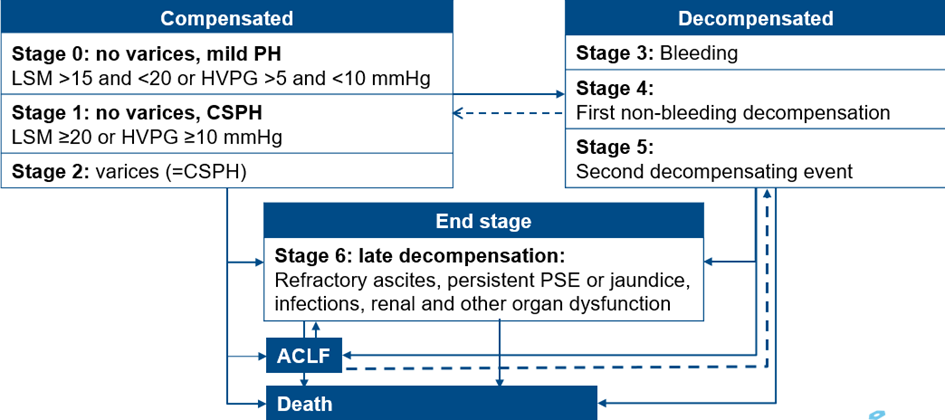 Compensated
Stage 0: no varices, mild PH
LSM >15 and <20 or HVPG >5 and <10 mmHg
Stage 1: no varices, CSPH
LSM ≥20 or HVPG ≥10 mmHg
Stage 2: varices (=CSPH)
Decompensated
Stage 3: Bleeding
Stage 4:
First non-bleeding decompensation
Stage 5:
Second decompensating event
End stage
Stage 6: late decompensation:
Refractory ascites, persistent PSE or jaundice,
infections, renal and other organ dysfunction
ACLF
Death